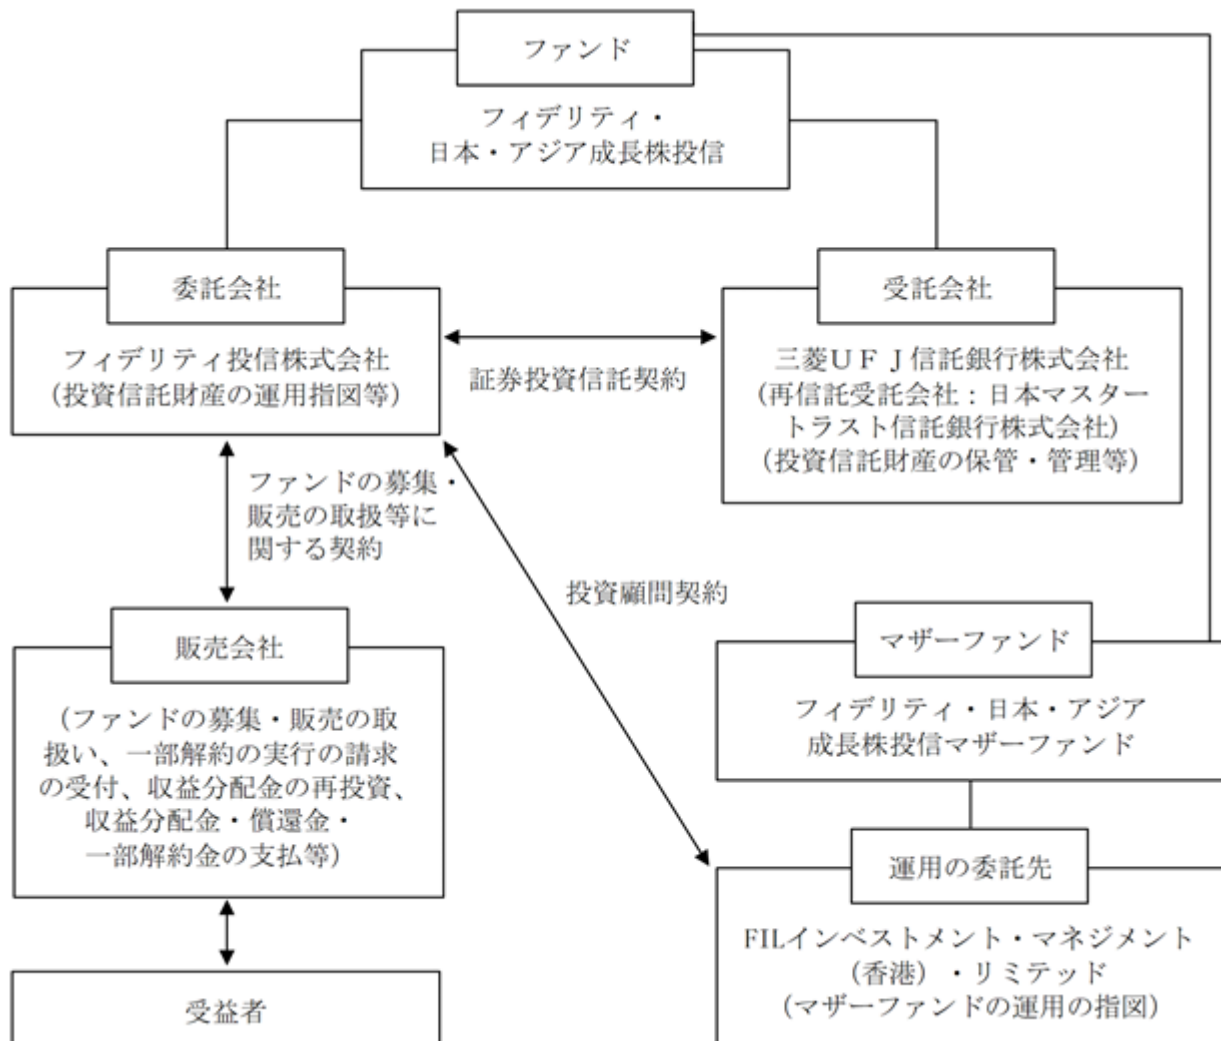 ファンド
フィデリティ・
日本・アジア成長株投信
委託会社
フィデリティ投信株式会社
（投資信託財産の運用指図等）
証券投資信託契約
受託会社
三菱ＵＦＪ信託銀行株式会社
（再信託受託会社：日本マスター
トラスト信託銀行株式会社）
（投資信託財産の保管・管理等）
ファンドの募集・
販売の取扱等に
関する契約
投資顧問契約
販売会社
（ファンドの募集・販売の取
扱い、一部解約の実行の請求
の受付、収益分配金の再投資、
収益分配金・償還金・
一部解約金の支払等）
マザーファンド
フィデリティ・日本・アジア
成長株投信マザーファンド
運用の委託先
FILインベストメント・マネジメント
（香港）・リミテッド
（マザーファンドの運用の指図）
受益者